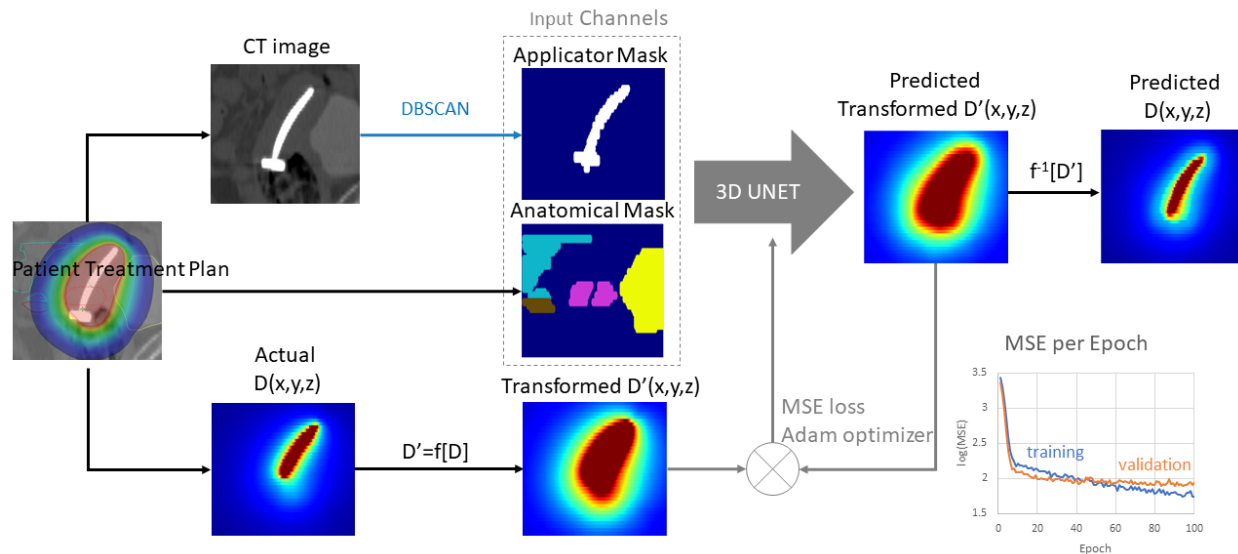 Input Channels
CT image
Applicator Mask
DBSCAN
Predicted
Transformed D’(x,y,z)
Predicted
D(x,y,z)
3D UNET
f⁻¹[D’]
Anatomical Mask
Patient Treatment Plan
Actual
D(x,y,z)
Transformed D’(x,y,z)
D’=f[D]
MSE loss
Adam optimizer
MSE per Epoch
log(MSE)
3.5
3
2.5
2
1.5
training
validation
0
20
40
60
80
100
Epoch